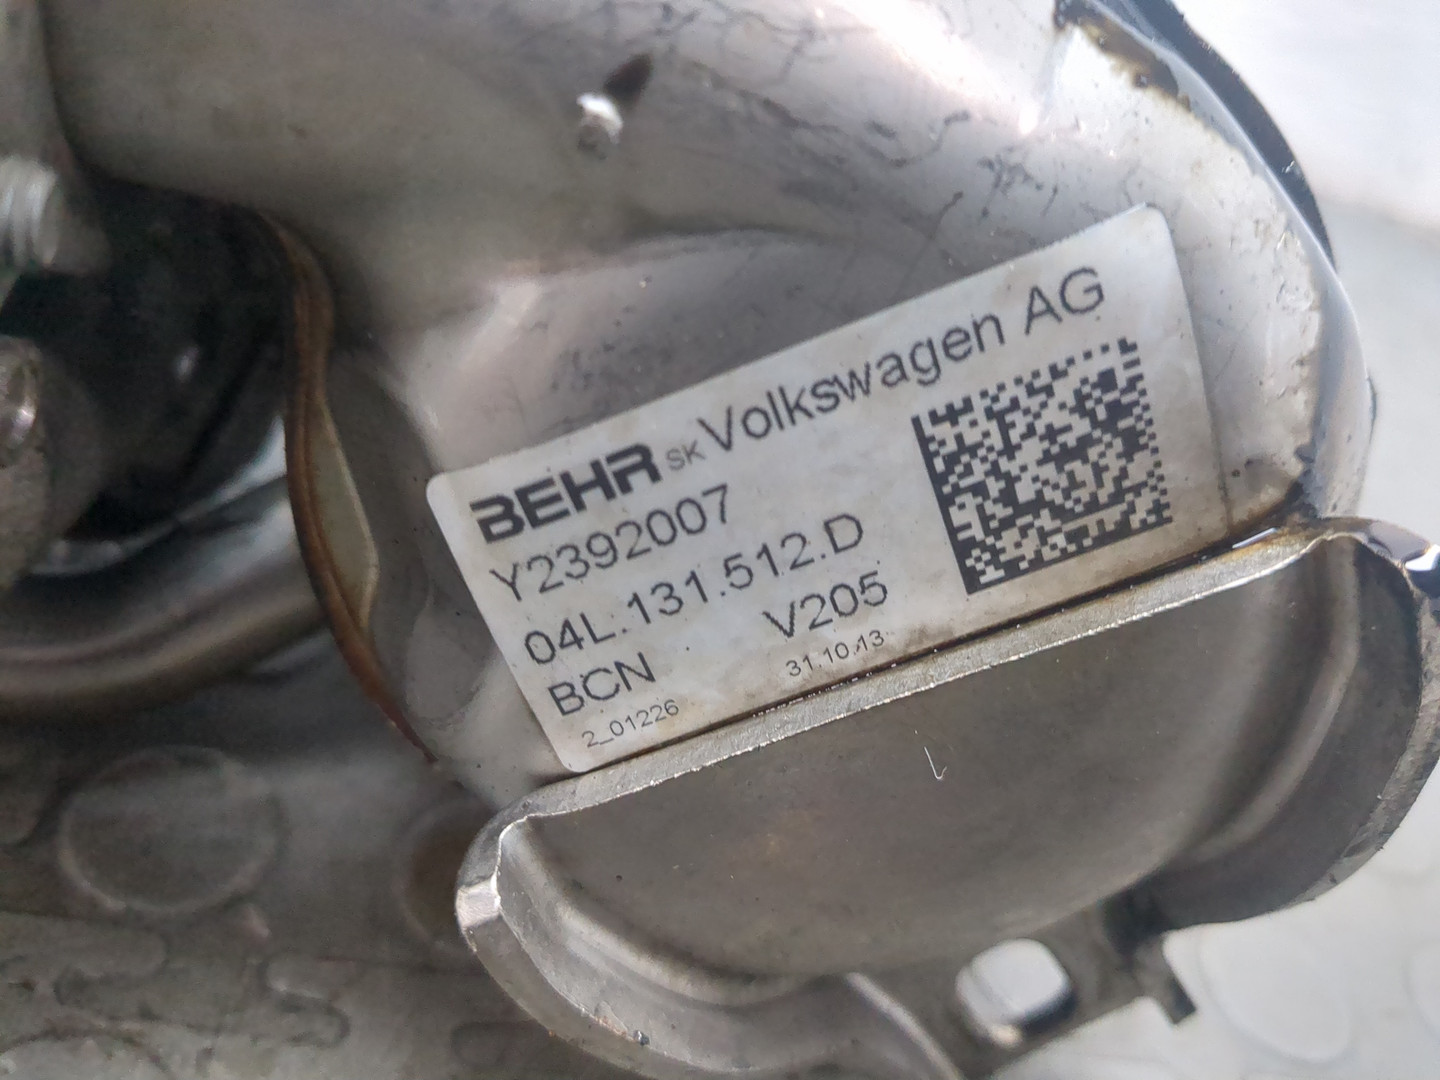 BEHR SK Volkswagen AG
Y2392007
04L.131.512.D
BCN V205
2_01226 31.10.13